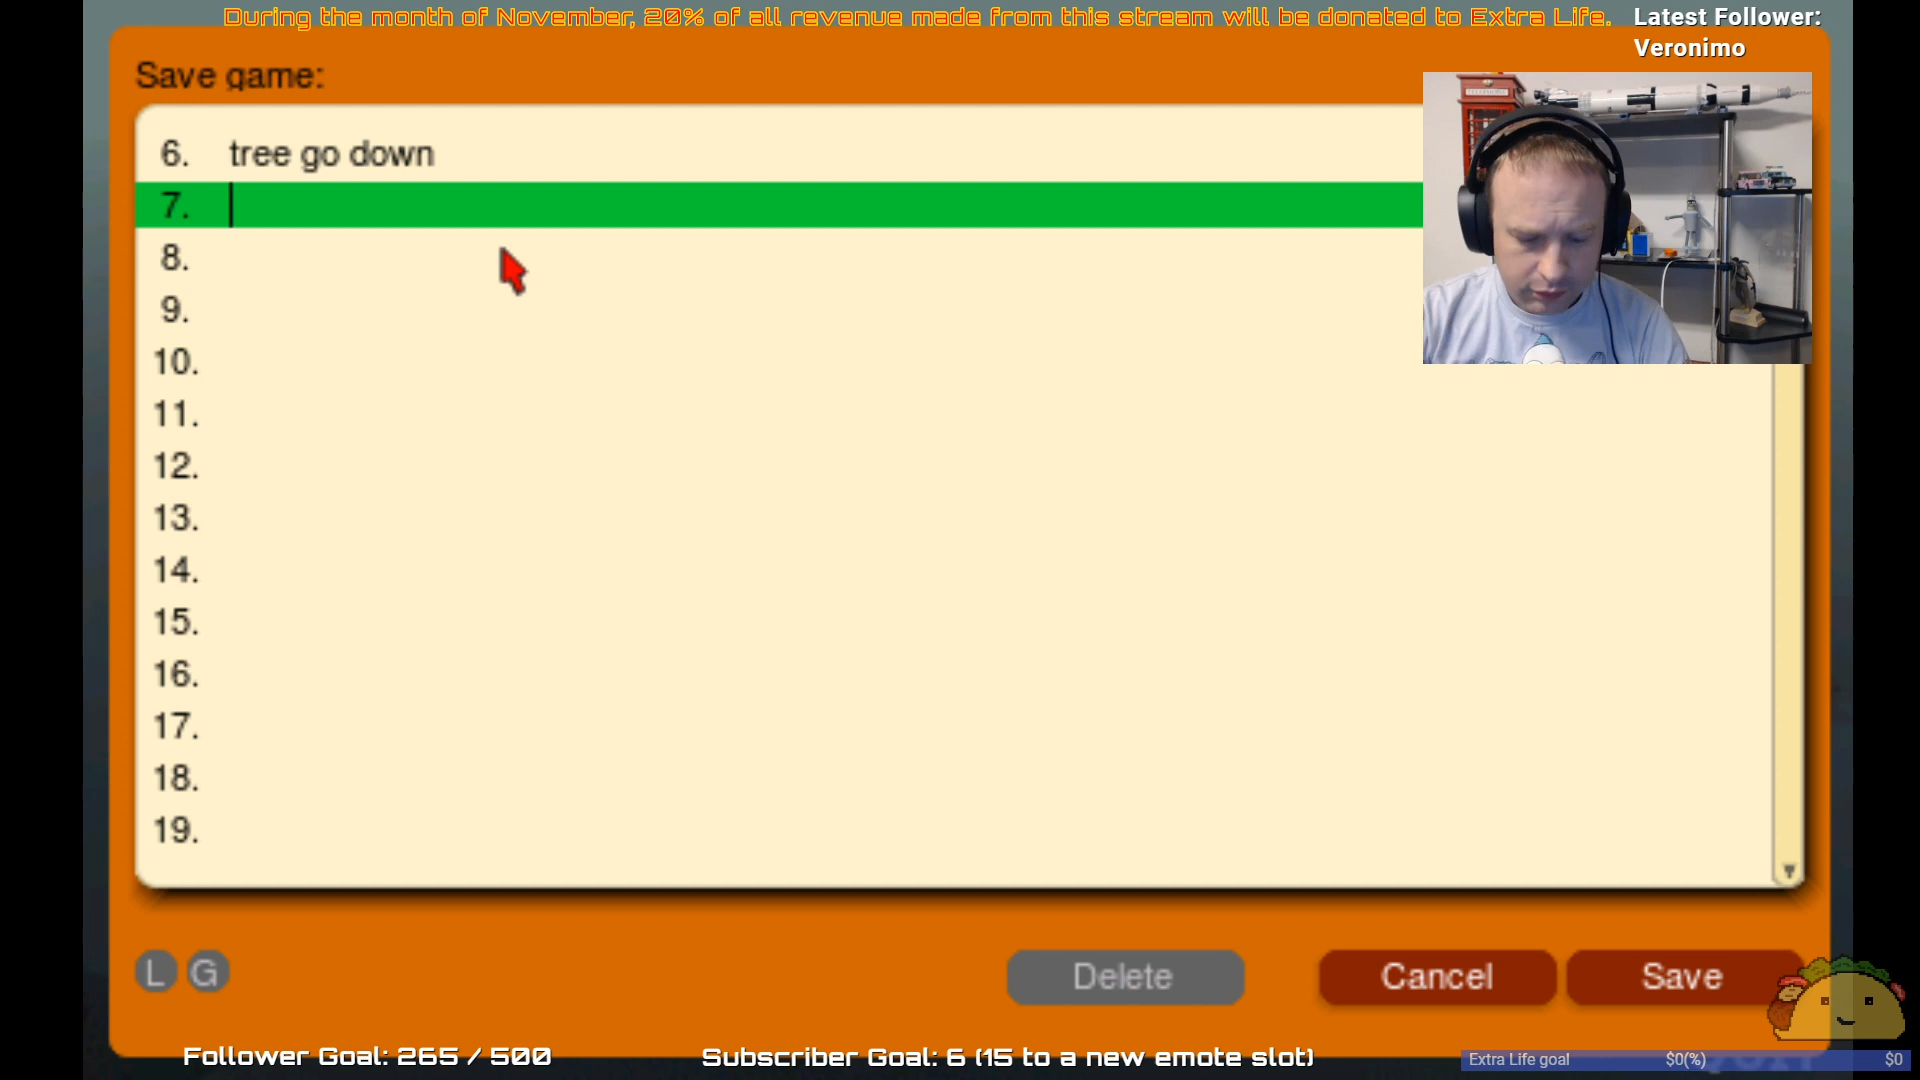 During the month of November, 20% of all revenue made from this stream will be donated to Extra Life.
Latest Follower:
Veronimo
Save game:
TELEPHONE
6. tree go down
7.
8.
9.
10.
11.
12.
13.
14.
15.
16.
17.
18.
19.
L G Delete Cancel Save
Follower Goal: 265 / 500 Subscriber Goal: 6 (15 to a new emote slot)
Extra Life goal $0(%) $0